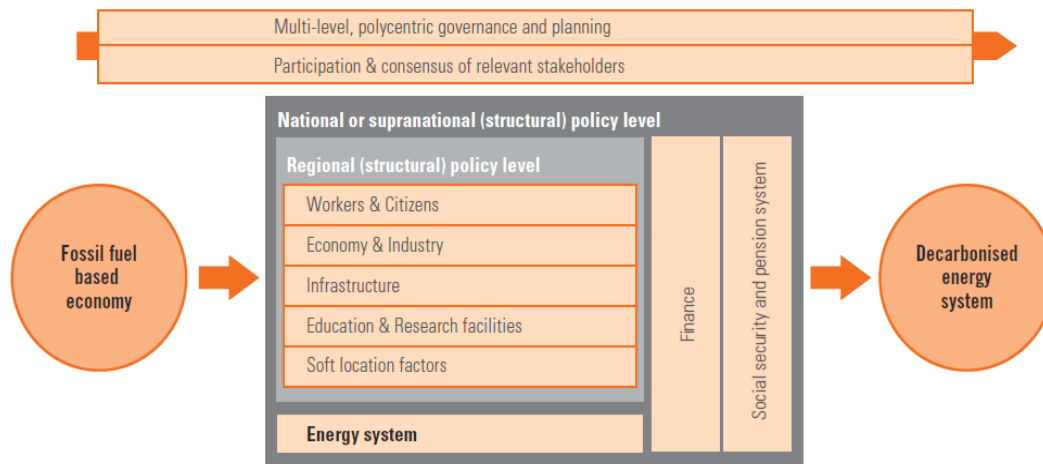 Multi-level, polycentric governance and planning
Participation & consensus of relevant stakeholders
National or supranational (structural) policy level
Regional (structural) policy level
Workers & Citizens
Economy & Industry
Infrastructure
Education & Research facilities
Soft location factors
Energy system
Finance
Social security and pension system
Fossil fuel
based
economy
Decarbonised
energy
system